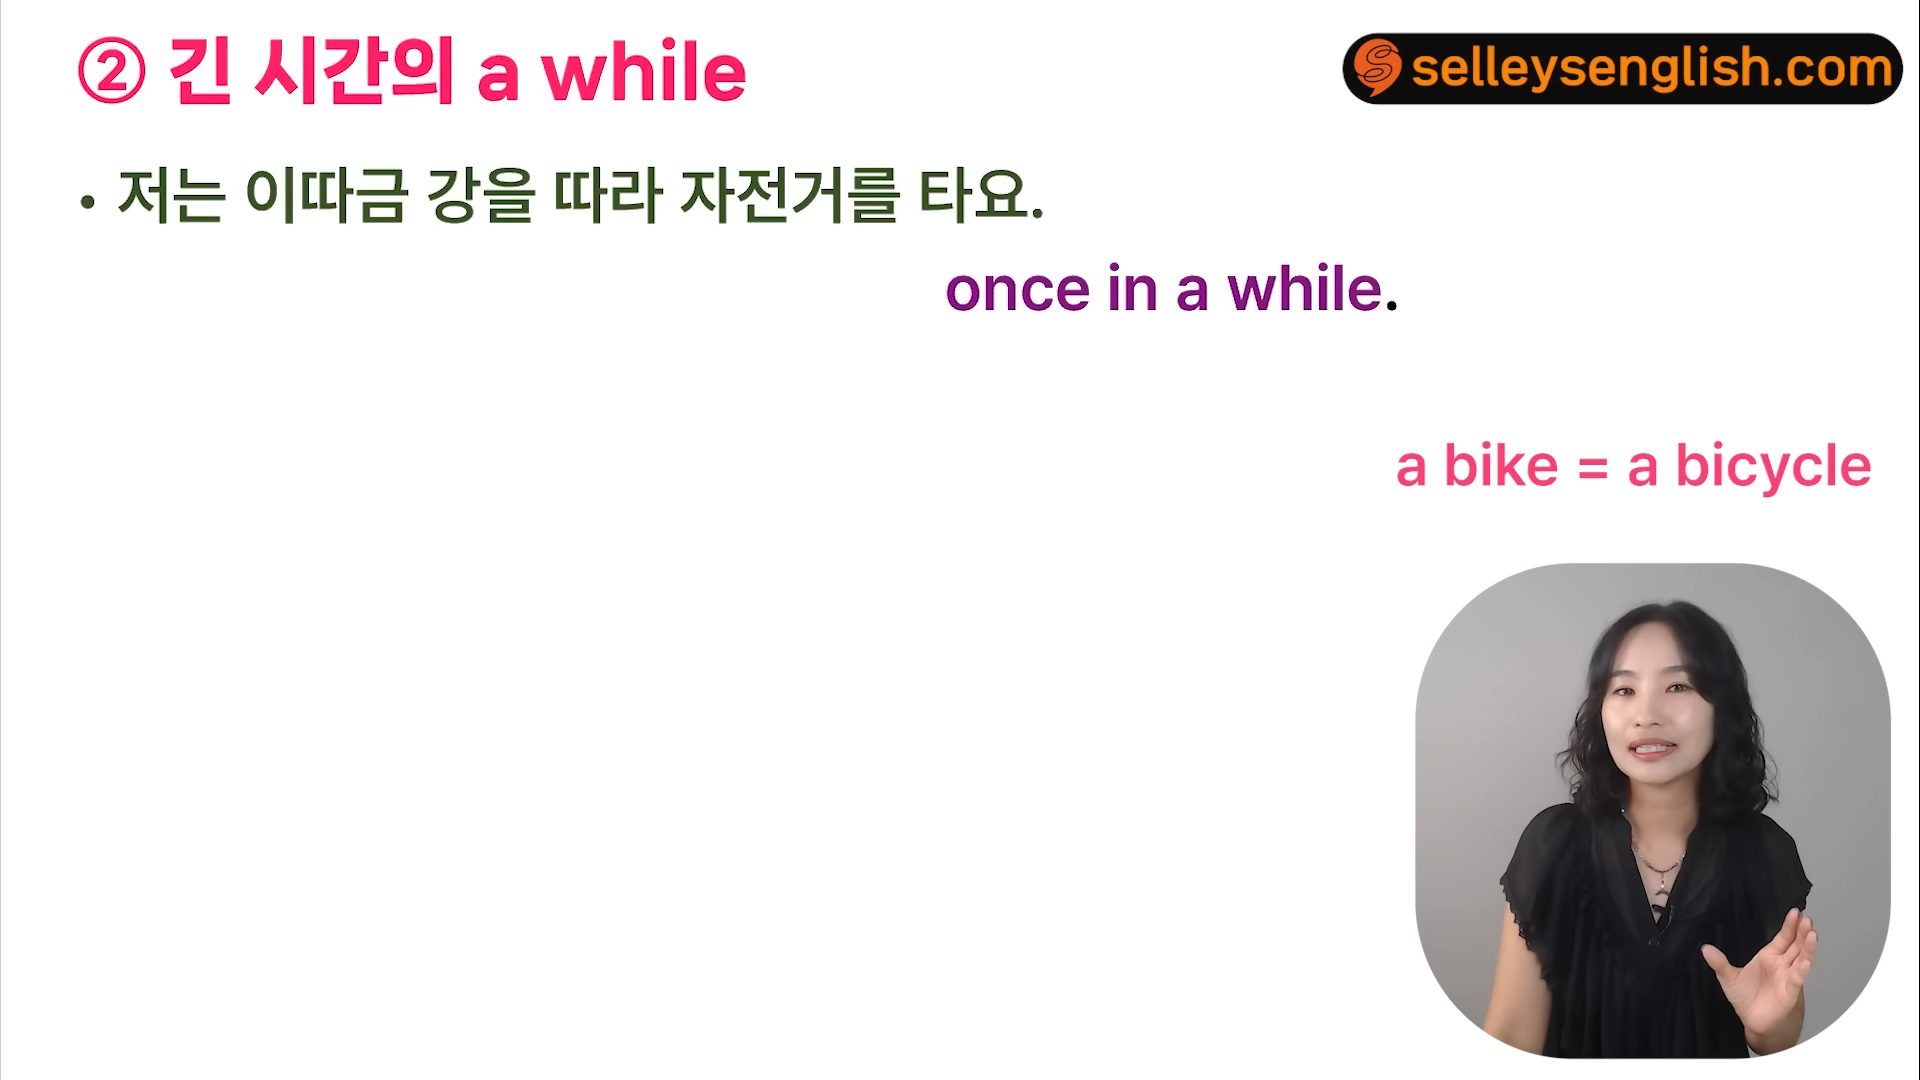 ② 긴 시간의 a while
selleysenglish.com
• 저는 이따금 강을 따라 자전거를 타요.
once in a while.
a bike = a bicycle